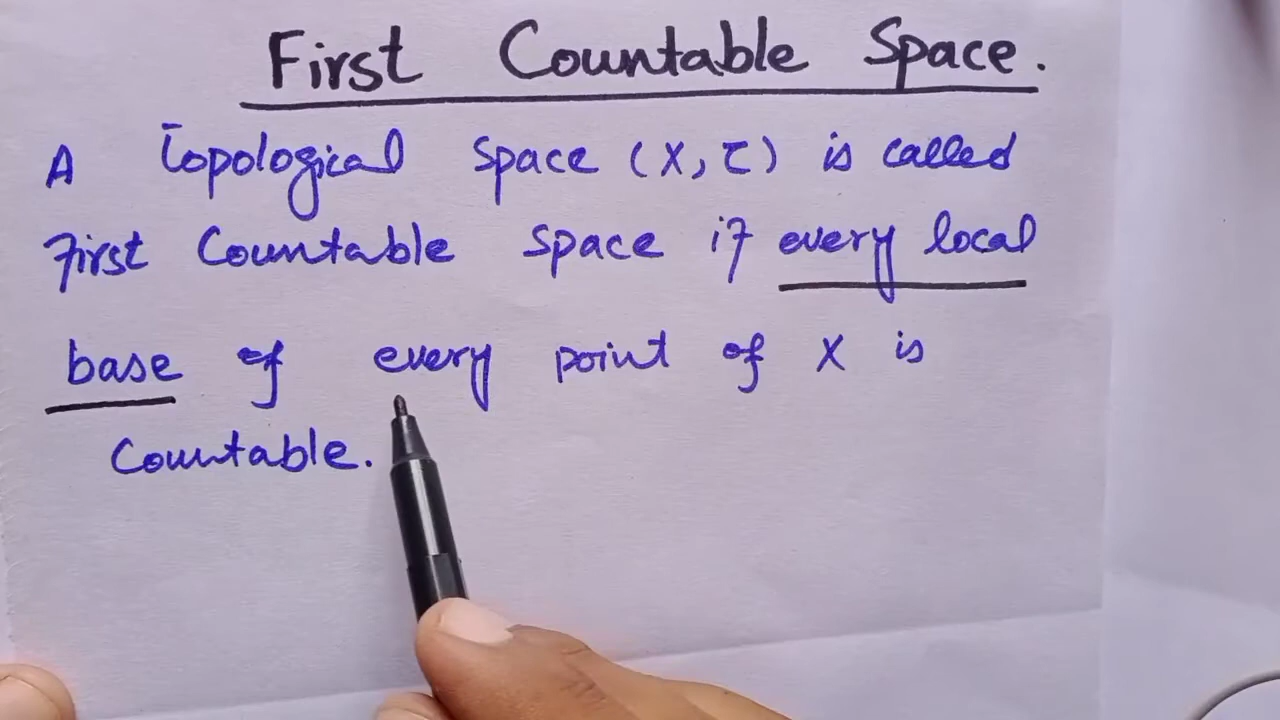 First Countable Space.
A Topological space (X, τ) is called
First Countable space if every local
base of every point of X is
Countable.